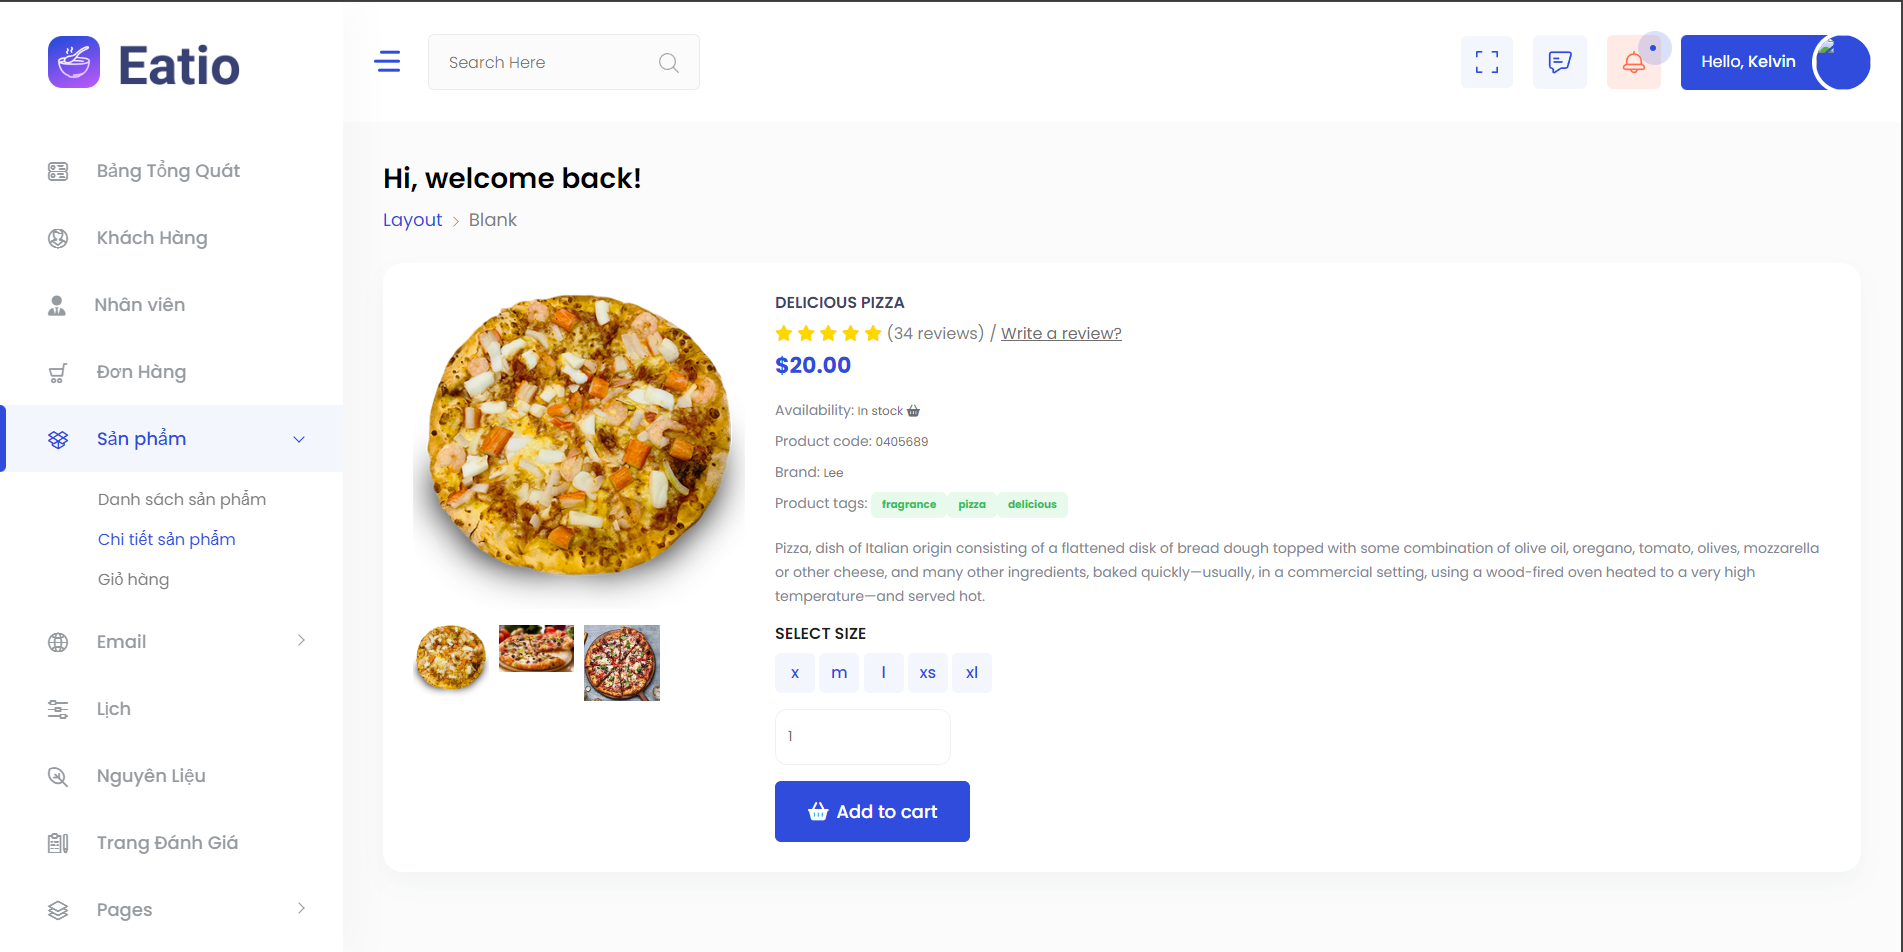 Eatio
Search Here
Hello, Kelvin
Bảng Tổng Quát
Khách Hàng
Nhân viên
Đơn Hàng
Sản phẩm
Danh sách sản phẩm
Chi tiết sản phẩm
Giỏ hàng
Email
Lịch
Nguyên Liệu
Trang Đánh Giá
Pages
Hi, welcome back!
Layout > Blank
DELICIOUS PIZZA
(34 reviews) / Write a review?
$20.00
Availability: In stock
Product code: 0405689
Brand: Lee
Product tags: fragrance pizza delicious
Pizza, dish of Italian origin consisting of a flattened disk of bread dough topped with some combination of olive oil, oregano, tomato, olives, mozzarella
or other cheese, and many other ingredients, baked quickly—usually, in a commercial setting, using a wood-fired oven heated to a very high
temperature—and served hot.
SELECT SIZE
x m l xs xl
1
Add to cart